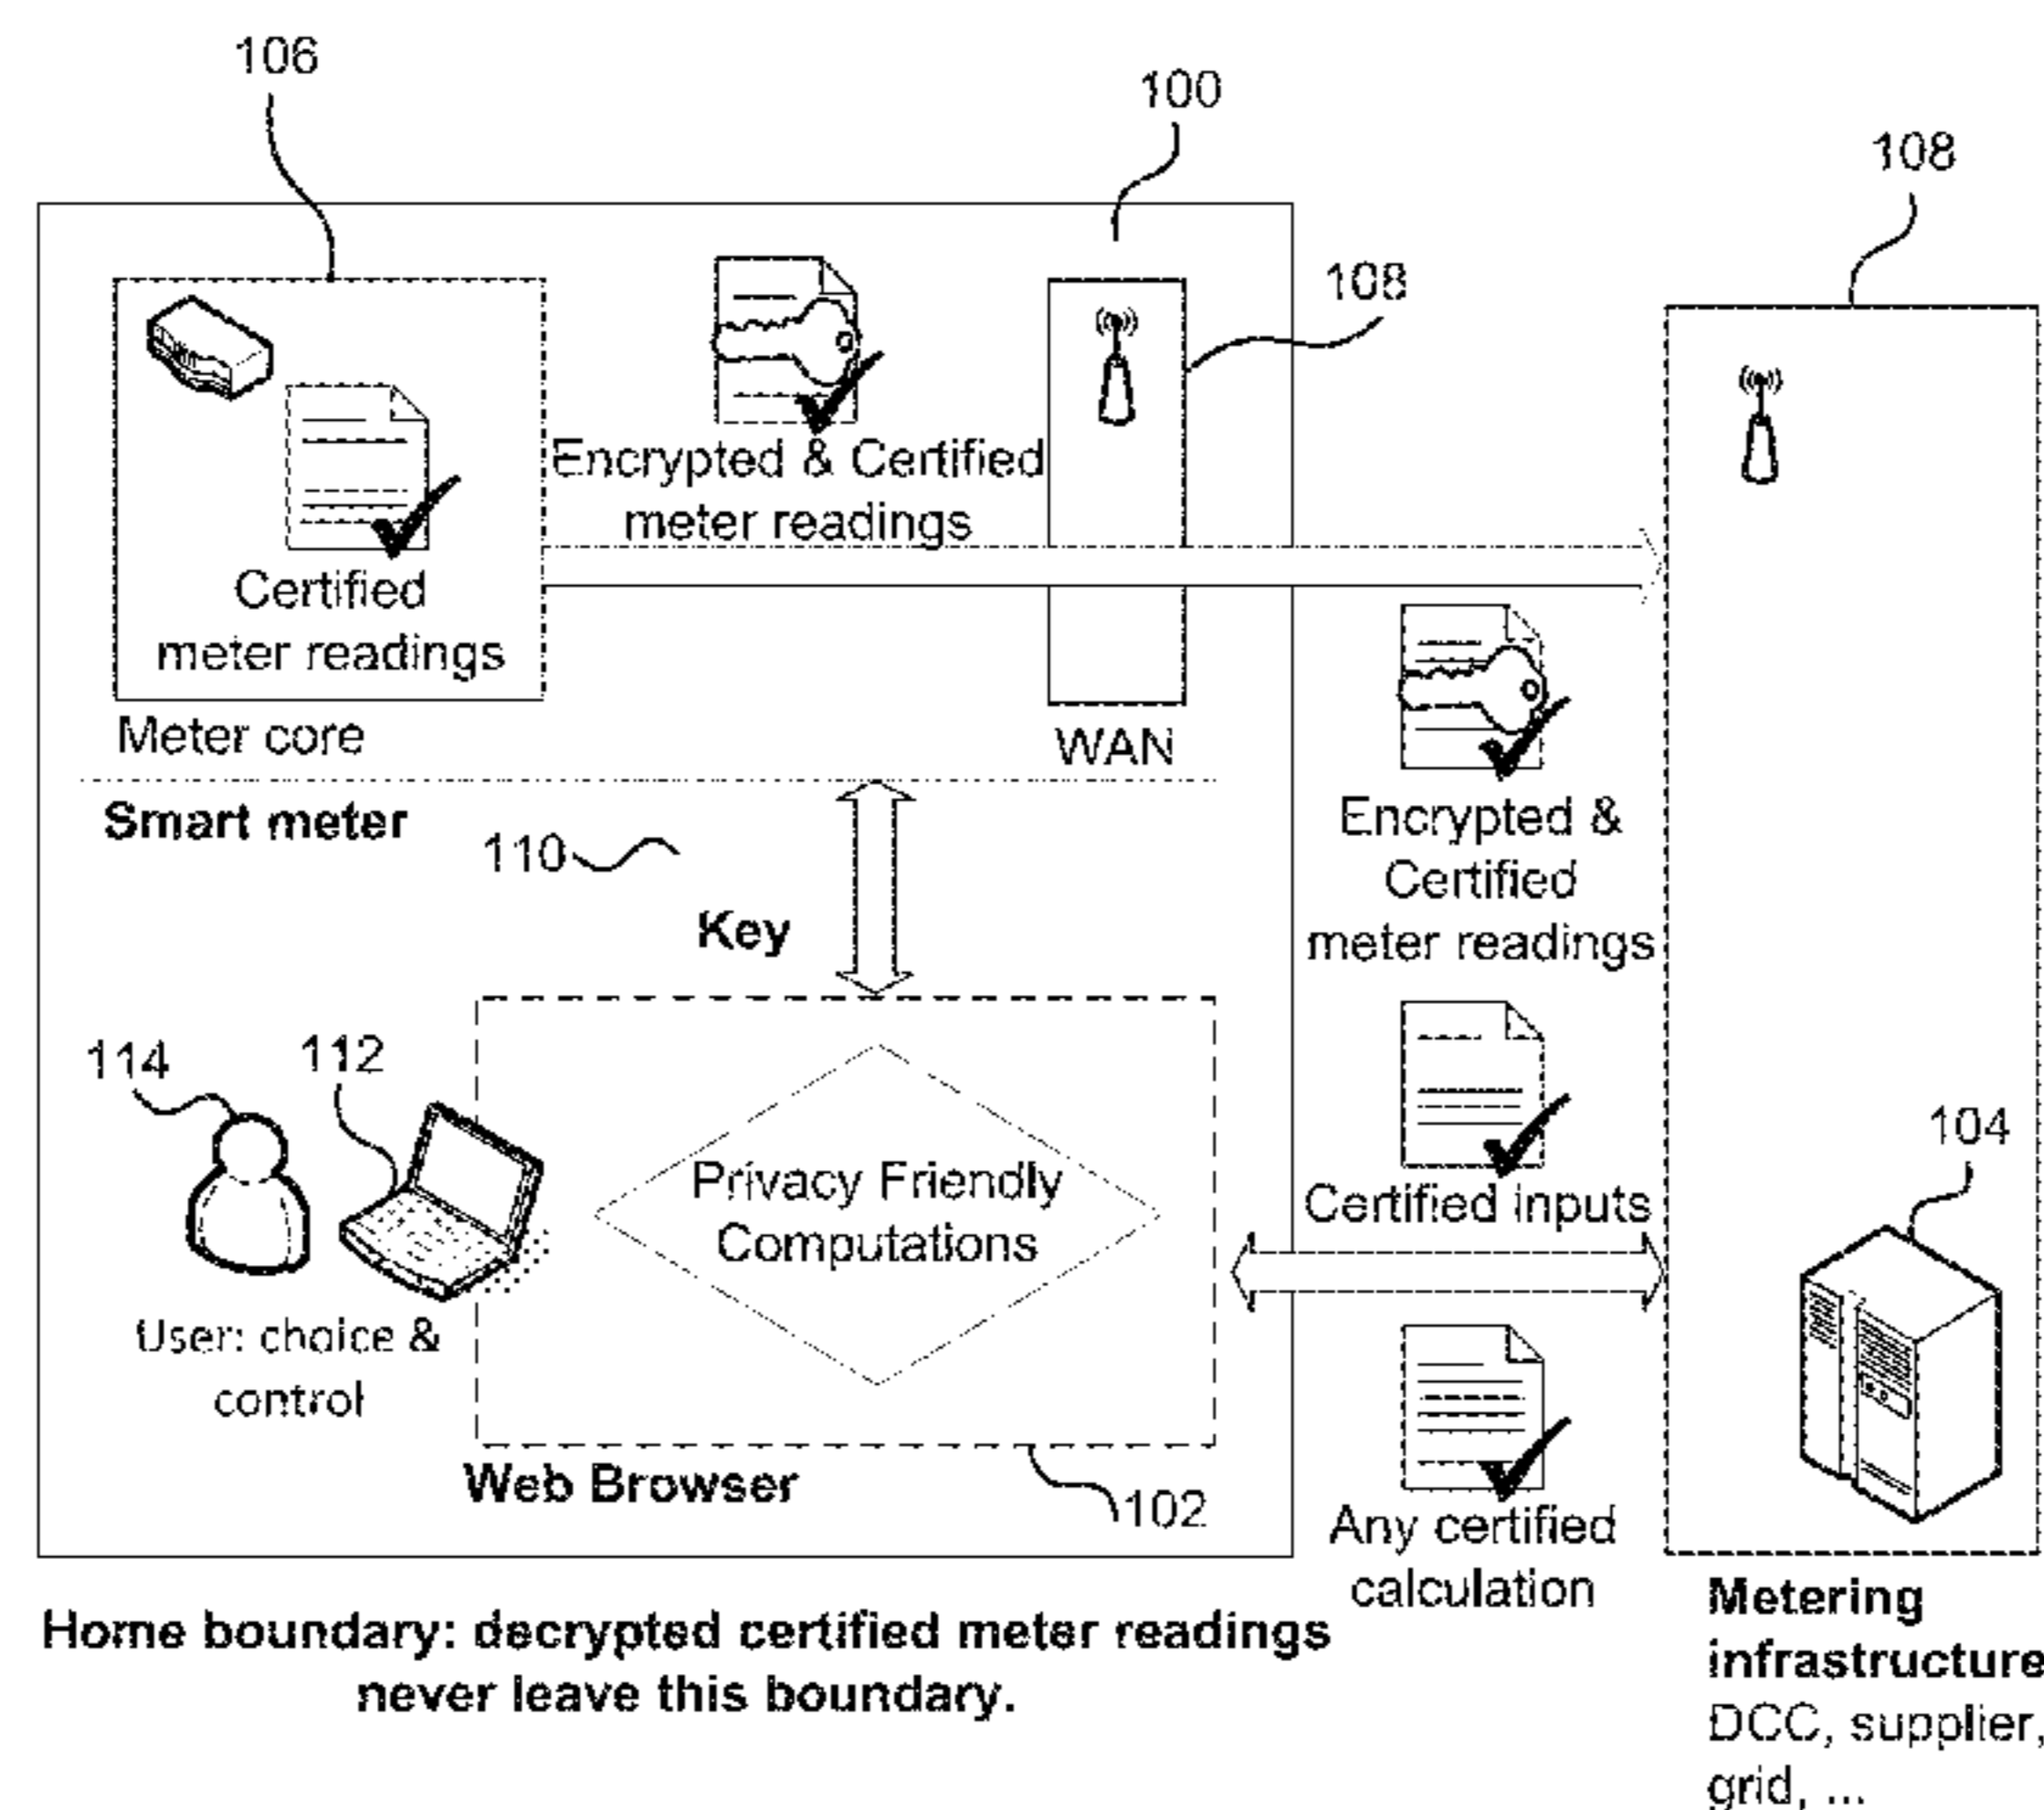 106
100
108
108
Encrypted & Certified
meter readings
Certified
meter readings
Meter core
WAN
Smart meter
110
Key
Encrypted &
Certified
meter readings
114
112
Privacy Friendly
Computations
User: choice &
control
Web Browser
102
Certified inputs
104
Any certified
calculation
Home boundary: decrypted certified meter readings
never leave this boundary.
Metering
infrastructure
DCC, supplier,
grid, ...